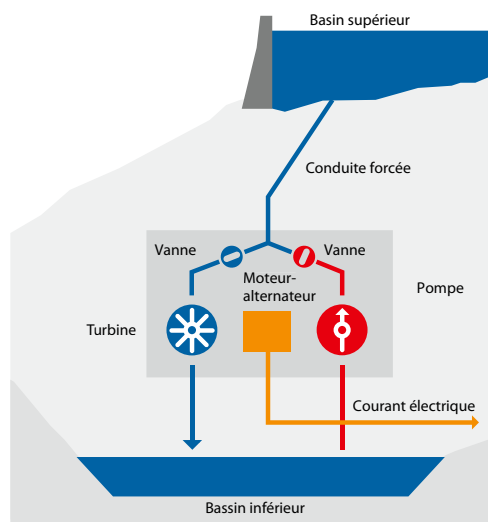 Basin supérieur
Conduite forcée
Vanne
Vanne
Moteur-
alternateur
Pompe
Turbine
Courant électrique
Bassin inférieur